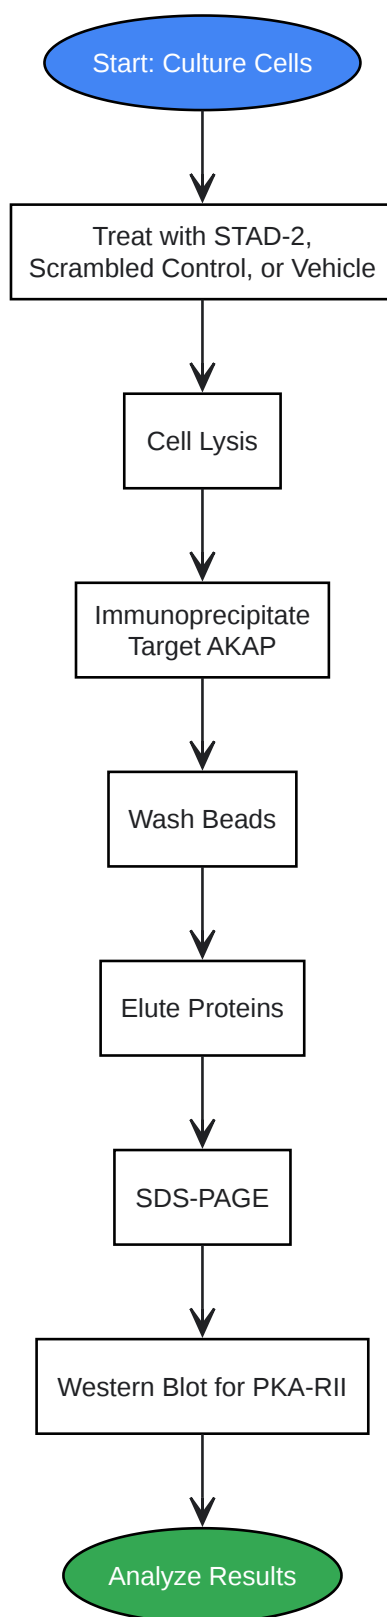 Start: Culture Cells
Treat with STAD-2,
Scrambled Control, or Vehicle
Cell Lysis
Immunoprecipitate
Target AKAP
Wash Beads
Elute Proteins
SDS-PAGE
Western Blot for PKA-RII
Analyze Results